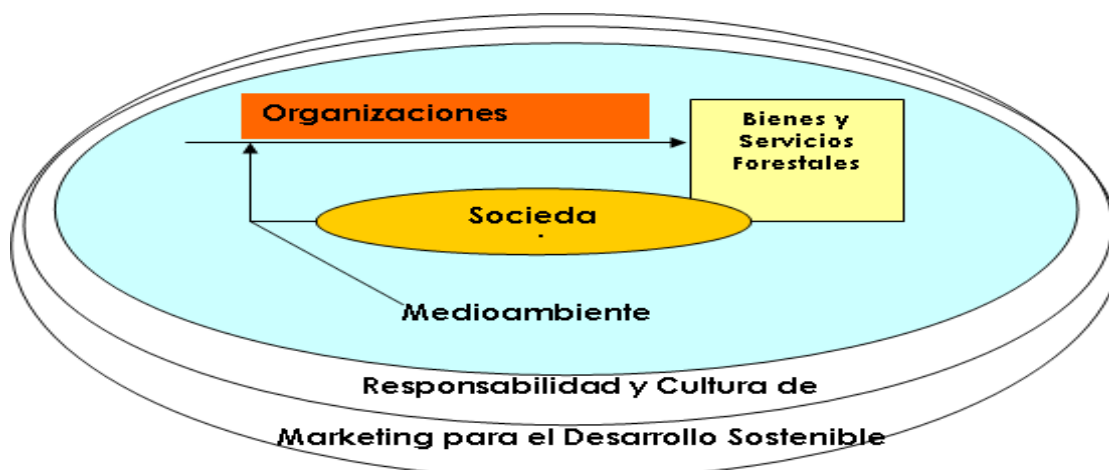 Organizaciones
Bienes y
Servicios
Forestales
Socieda
Medioambiente
Responsabilidad y Cultura de
Marketing para el Desarrollo Sostenible